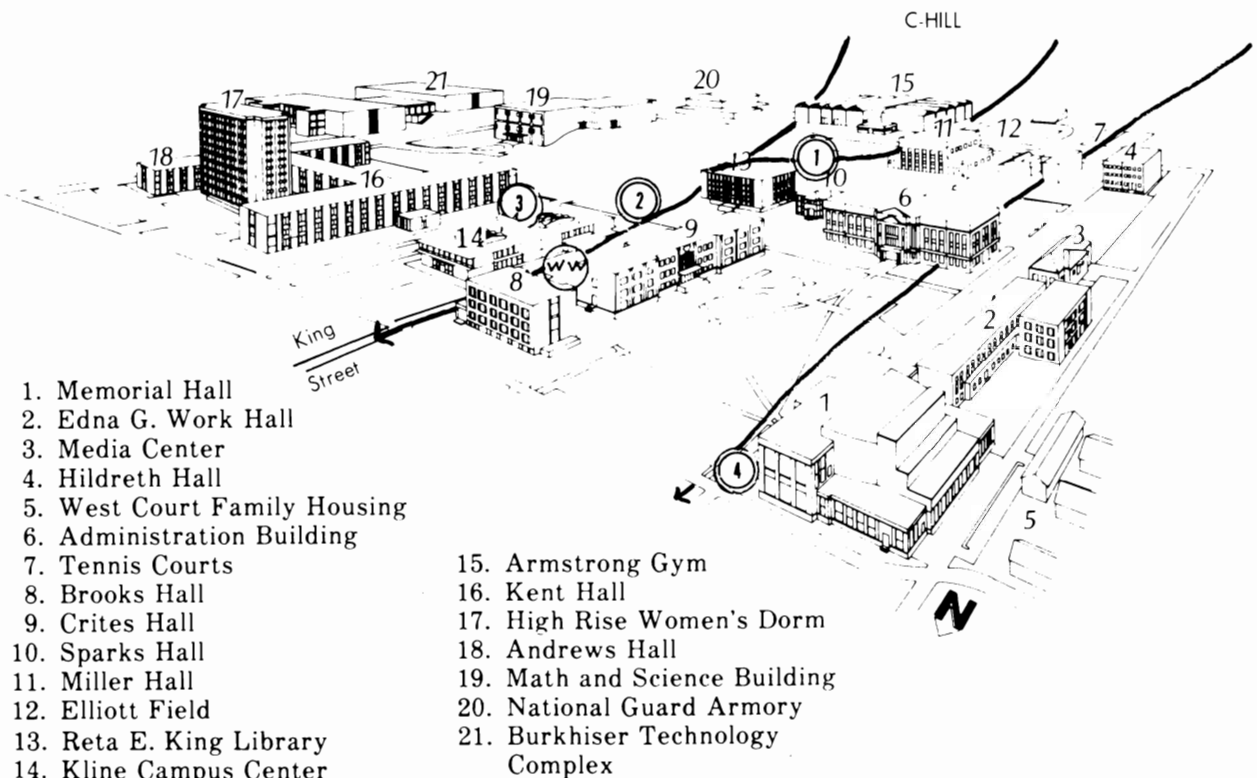 C-HILL
21
20
15
17
19
11
12
7
4
18
13
1
16
10
3
2
6
14
9
3
WW
8
2
King
Street
1
4
5
N
1. Memorial Hall
2. Edna G. Work Hall
3. Media Center
4. Hildreth Hall
5. West Court Family Housing
6. Administration Building
7. Tennis Courts
8. Brooks Hall
9. Crites Hall
10. Sparks Hall
11. Miller Hall
12. Elliott Field
13. Reta E. King Library
14. Kline Campus Center
15. Armstrong Gym
16. Kent Hall
17. High Rise Women's Dorm
18. Andrews Hall
19. Math and Science Building
20. National Guard Armory
21. Burkhiser Technology
Complex